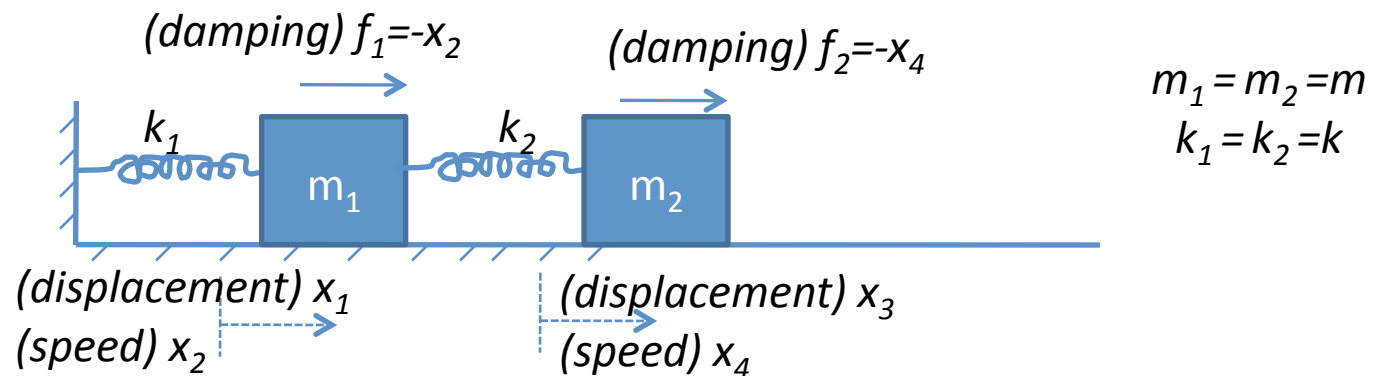 (damping) f₁=-x₂
(damping) f₂=-x₄
m₁ = m₂ =m
k₁ = k₂ =k
k₁
k₂
m₁
m₂
(displacement) x₁
(speed) x₂
(displacement) x₃
(speed) x₄